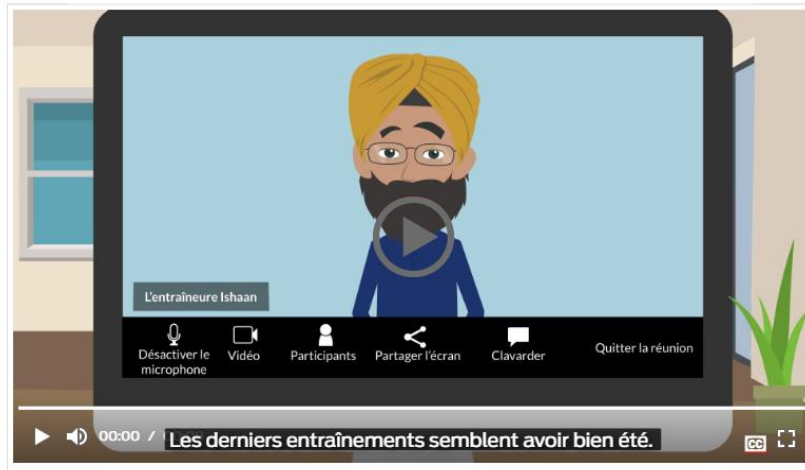 L'entraîneure Ishaan
Désactiver le
microphone
Vidéo
Participants
Partager l'écran
Clavarder
Quitter la réunion
00:00 /
Les derniers entraînements semblent avoir bien été.
CC